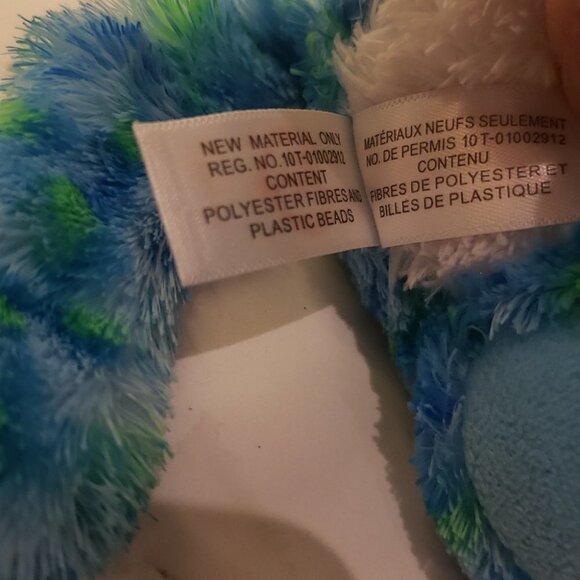 NEW MATERIAL ONLY
REG. NO.10T-01002912
CONTENT
POLYESTER FIBRES AND
PLASTIC BEADS
MATÉRIAUX NEUFS SEULEMENT
NO. DE PERMIS 10T-01002912
CONTENU
FIBRES DE POLYESTER ET
BILLES DE PLASTIQUE